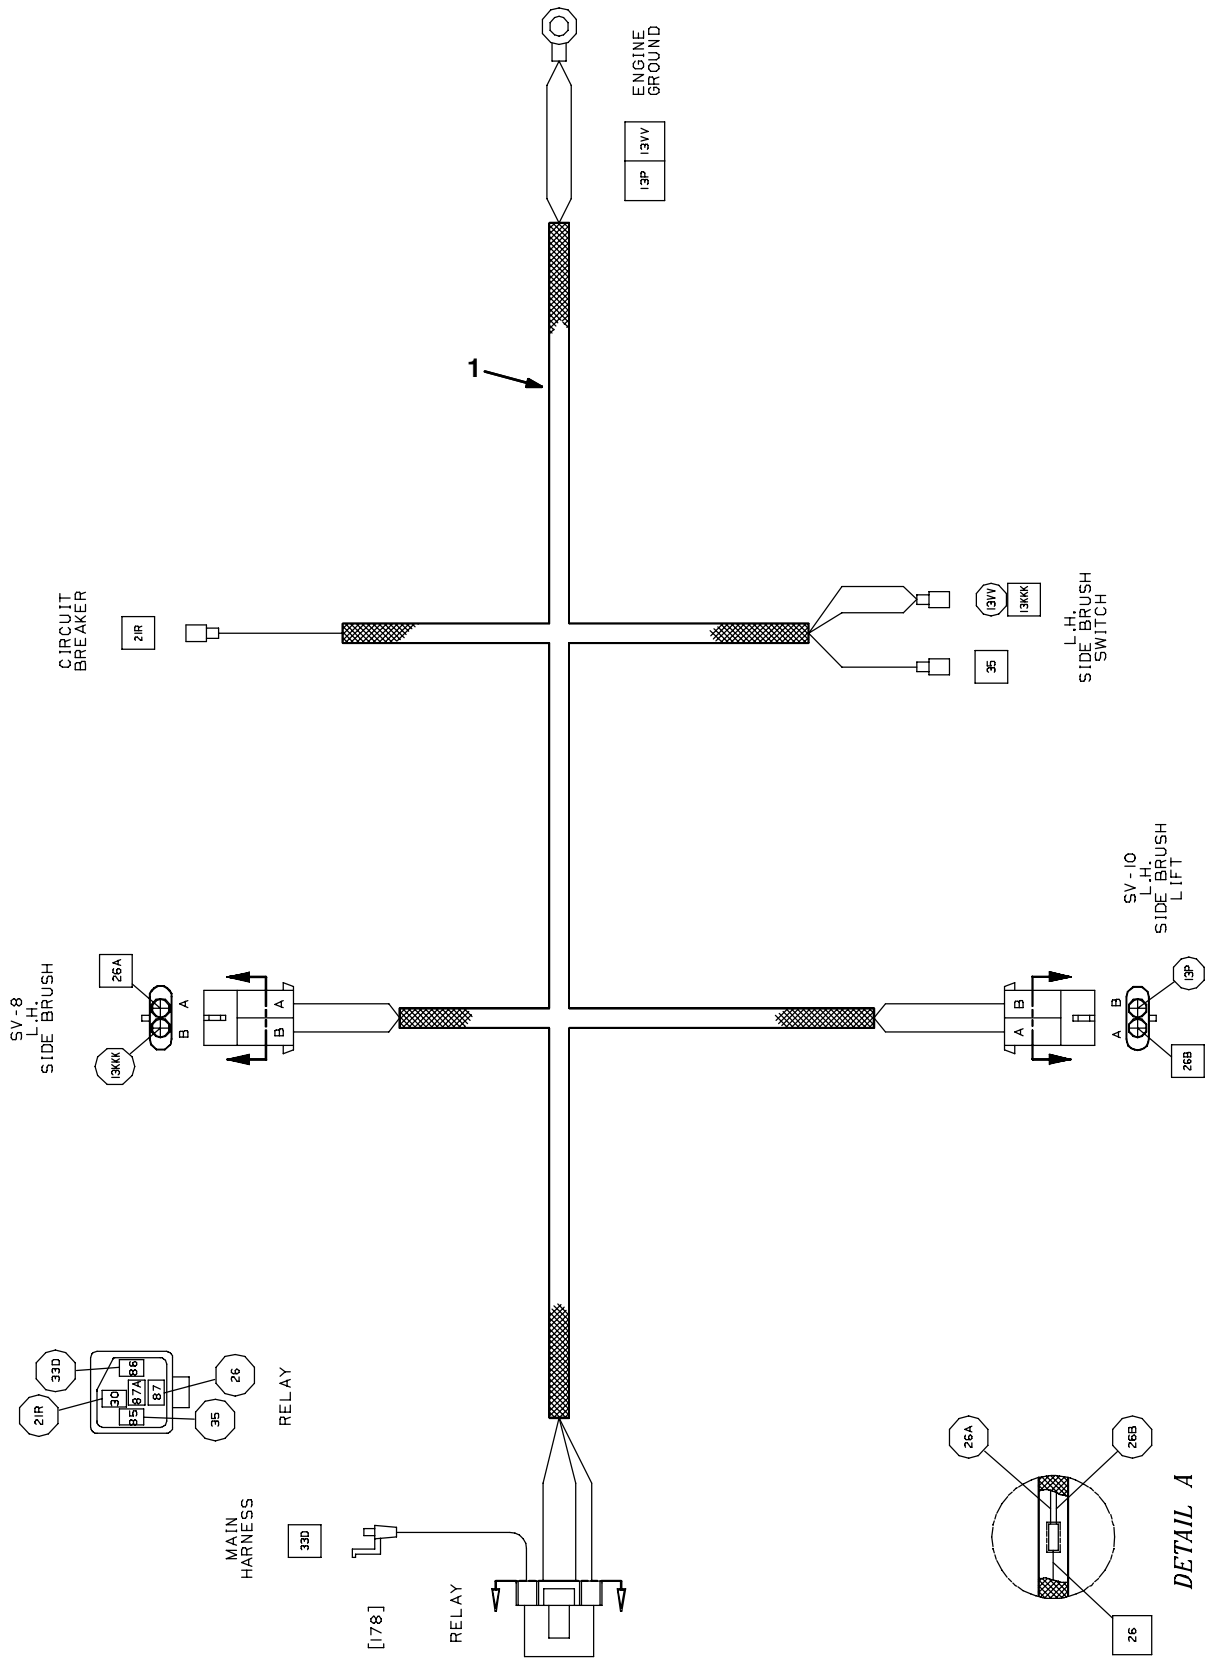 SV-8
L.H.
SIDE BRUSH
26A
13KKK
B A
B A
CIRCUIT
BREAKER
21R
ENGINE
GROUND
13P 13VV
1
13VV
13KKK
35
L.H.
SIDE BRUSH
SWITCH
SV-10
L.H.
SIDE BRUSH
LIFT
13P
26B
A B
A B
21R
33D
30
86
87A
85
87
35
26
RELAY
MAIN
HARNESS
33D
[178]
RELAY
26A
26B
26
DETAIL A